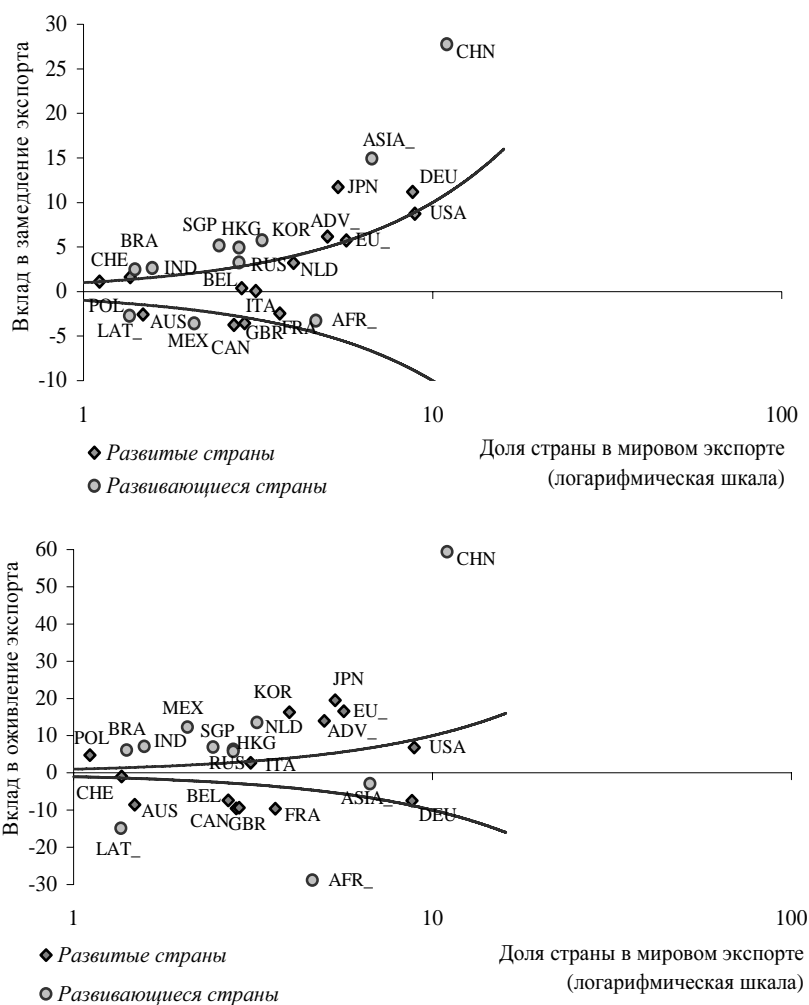 Вклад в замедление экспорта
30
25
20
15
10
5
0
-5
-10
CHN
ASIA_
JPN
DEU
USA
SGP
HKG
KOR
ADV_
EU_
BRA
CHE
IND
RUS
NLD
BEL
ITA
POL
LAT_
AUS
MEX
CAN
GBR
FRA
AFR_
1
10
100
Развитые страны
Развивающиеся страны
Доля страны в мировом экспорте
(логарифмическая шкала)
Вклад в оживление экспорта
60
50
40
30
20
10
0
-10
-20
-30
CHN
JPN
KOR
EU_
MEX
NLD
ADV_
BRA
SGP
POL
IND
HKG
USA
RUS
ITA
CHE
BEL
ASIA_
AUS
CAN
GBR
FRA
DEU
LAT_
AFR_
1
10
100
Развитые страны
Развивающиеся страны
Доля страны в мировом экспорте
(логарифмическая шкала)